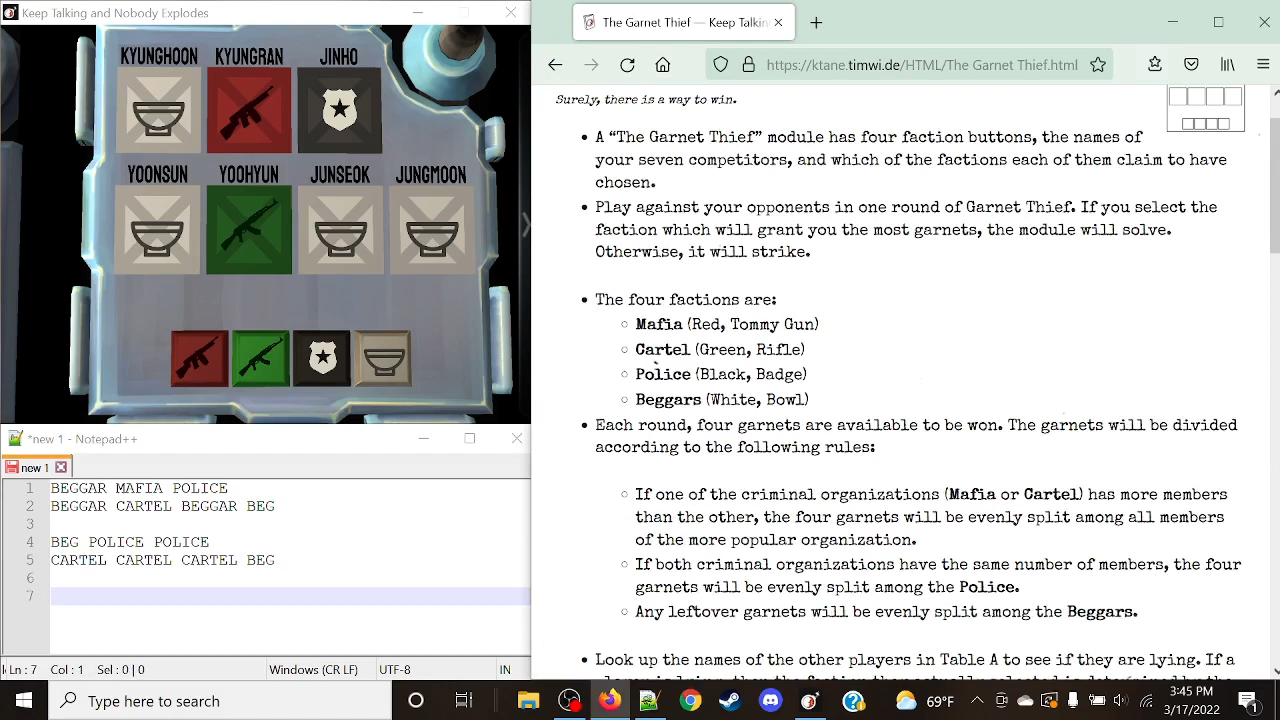 Keep Talking and Nobody Explodes
KYUNGHOON KYUNGRAN JINHO
YOONSUN YOOHYUN JUNSEOK JUNGMOON
*new 1 - Notepad++
new 1
1 BEGGAR MAFIA POLICE
2 BEGGAR CARTEL BEGGAR BEG
3
4 BEG POLICE POLICE
5 CARTEL CARTEL CARTEL BEG
6
7
Ln : 7 Col : 1 Sel : 0 | 0 Windows (CR LF) UTF-8 IN
The Garnet Thief — Keep Talkin
https://ktane.timwi.de/HTML/The Garnet Thief.html
Surely, there is a way to win.
• A “The Garnet Thief” module has four faction buttons, the names of
your seven competitors, and which of the factions each of them claim to have
chosen.
• Play against your opponents in one round of Garnet Thief. If you select the
faction which will grant you the most garnets, the module will solve.
Otherwise, it will strike.
• The four factions are:
Mafia (Red, Tommy Gun)
Cartel (Green, Rifle)
Police (Black, Badge)
Beggars (White, Bowl)
• Each round, four garnets are available to be won. The garnets will be divided
according to the following rules:
If one of the criminal organizations (Mafia or Cartel) has more members
than the other, the four garnets will be evenly split among all members
of the more popular organization.
If both criminal organizations have the same number of members, the four
garnets will be evenly split among the Police.
Any leftover garnets will be evenly split among the Beggars.
• Look up the names of the other players in Table A to see if they are lying. If a
Type here to search
69°F
3:45 PM
3/17/2022